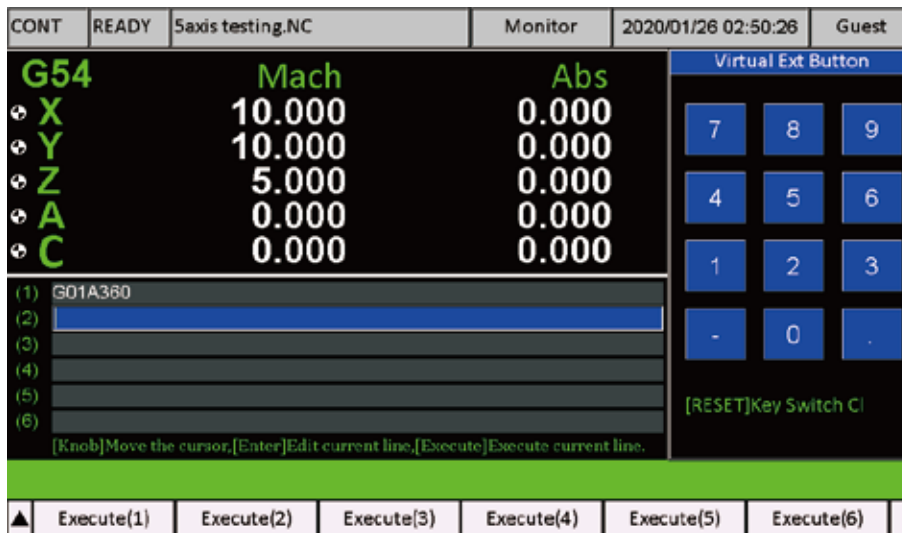 CONT READY 5axis testing.NC Monitor 2020/01/26 02:50:26 Guest
G54 Mach Abs
X 10.000 0.000
Y 10.000 0.000
Z 5.000 0.000
A 0.000 0.000
C 0.000 0.000
(1) G01A360
(2)
(3)
(4)
(5)
(6)
[Knob]Move the cursor,[Enter]Edit current line,[Execute]Execute current line.
Virtual Ext Button
7 8 9
4 5 6
1 2 3
- 0 .
[RESET]Key Switch Cl
Execute(1) Execute(2) Execute(3) Execute(4) Execute(5) Execute(6)